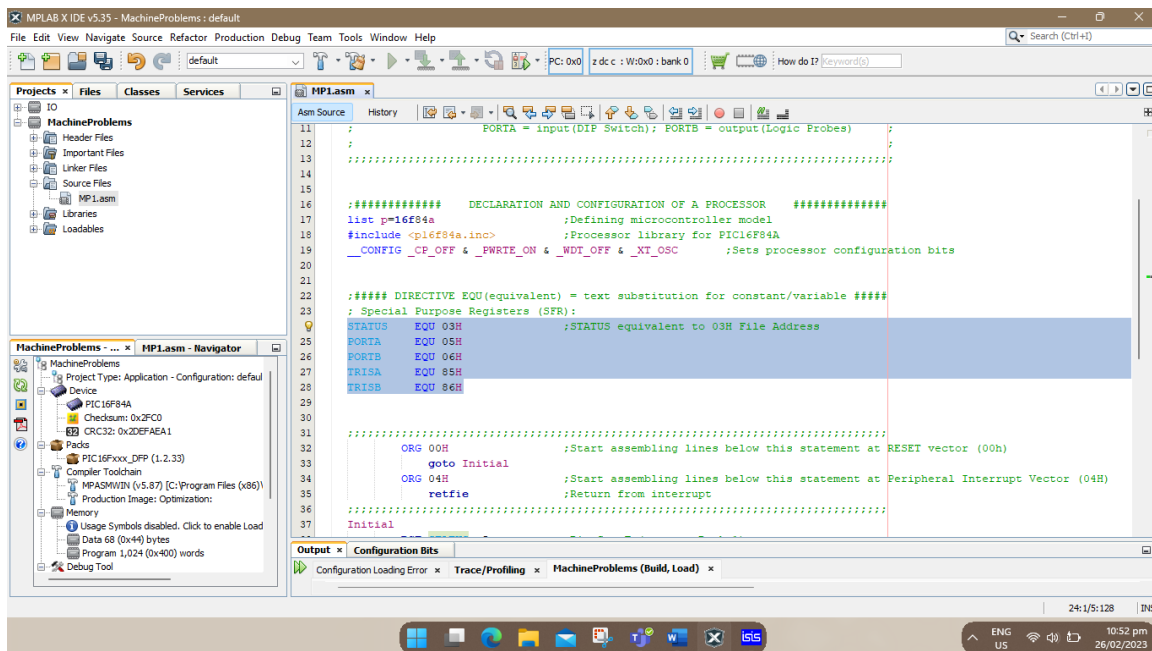 MPLAB X IDE v5.35 - MachineProblems : default
File Edit View Navigate Source Refactor Production Debug Team Tools Window Help
Search (Ctrl+I)
default
PC: 0x0
z dc c : W:0x0 : bank 0
How do I? (Keyword(s)
Projects × Files Classes Services
IO
MachineProblems
Header Files
Important Files
Linker Files
Source Files
MP1.asm
Libraries
Loadables
MachineProblems - ... × MP1.asm - Navigator
MachineProblems
Project Type: Application - Configuration: defaul
Device
PIC16F84A
Checksum: 0x2FC0
CRC32: 0x2DEFAEA1
Packs
PIC16Fxxx_DFP (1.2.33)
Compiler Toolchain
MPASMWIN (v5.87) [C:\Program Files (x86)\
Production Image: Optimization:
Memory
Usage Symbols disabled. Click to enable Load
Data 68 (0x44) bytes
Program 1,024 (0x400) words
Debug Tool
MP1.asm ×
Asm Source History
11 ; PORTA = input(DIP Switch); PORTB = output(Logic Probes) ;
12 ; ;
13 ;;;;;;;;;;;;;;;;;;;;;;;;;;;;;;;;;;;;;;;;;;;;;;;;;;;;;;;;;;;;;;;;;;;;;;;;;;;;;;;;;
14
15
16 ;############# DECLARATION AND CONFIGURATION OF A PROCESSOR ##############
17 list p=16f84a ;Defining microcontroller model
18 #include <p16f84a.inc> ;Processor library for PIC16F84A
19 __CONFIG _CP_OFF & _PWRTE_ON & _WDT_OFF & _XT_OSC ;Sets processor configuration bits
20
21
22 ;##### DIRECTIVE EQU(equivalent) = text substitution for constant/variable #####
23 ; Special Purpose Registers (SFR):
STATUS EQU 03H ;STATUS equivalent to 03H File Address
25 PORTA EQU 05H
26 PORTB EQU 06H
27 TRISA EQU 85H
28 TRISB EQU 86H
29
30
31 ;;;;;;;;;;;;;;;;;;;;;;;;;;;;;;;;;;;;;;;;;;;;;;;;;;;;;;;;;;;;;;;;;;;;;;;;;;;;;;;;
32 ORG 00H ;Start assembling lines below this statement at RESET vector (00h)
33 goto Initial
34 ORG 04H ;Start assembling lines below this statement at Peripheral Interrupt Vector (04H)
35 retfie ;Return from interrupt
36 ;;;;;;;;;;;;;;;;;;;;;;;;;;;;;;;;;;;;;;;;;;;;;;;;;;;;;;;;;;;;;;;;;;;;;;;;;;;;;;;;
37 Initial
Output × Configuration Bits
Configuration Loading Error × Trace/Profiling × MachineProblems (Build, Load) ×
24:1/5:128 INS
isis
ENG
US
10:52 pm
26/02/2023